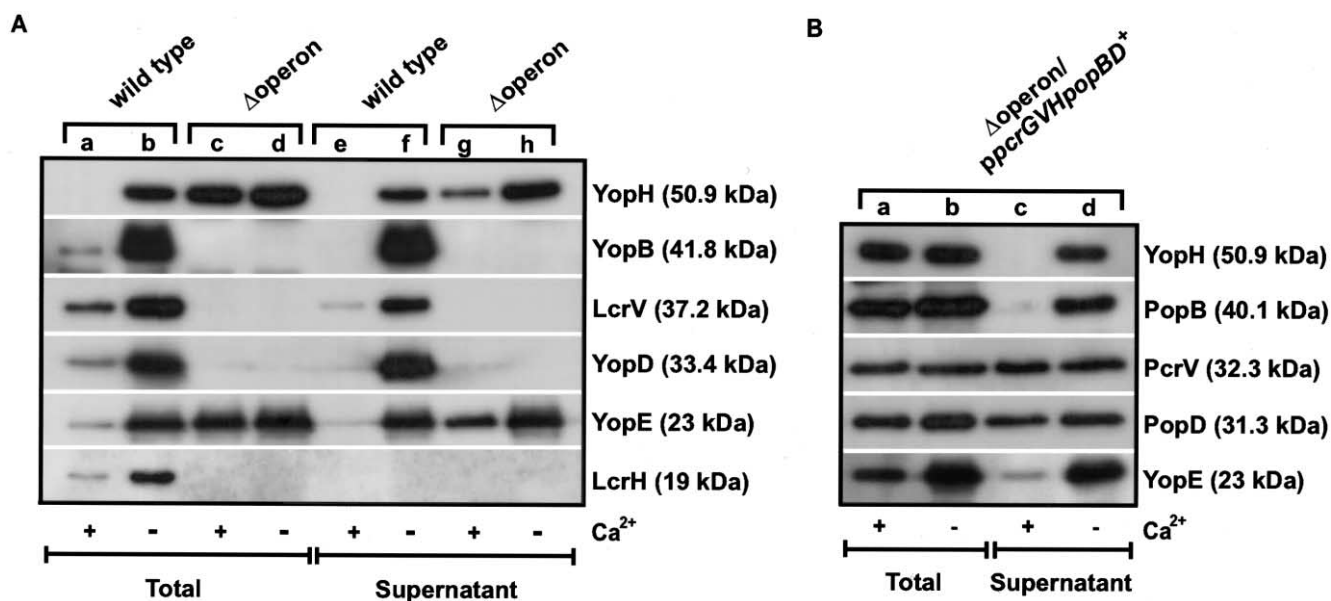 A
wild type
Δoperon
wild type
Δoperon
a b c d e f g h
YopH (50.9 kDa)
YopB (41.8 kDa)
LcrV (37.2 kDa)
YopD (33.4 kDa)
YopE (23 kDa)
LcrH (19 kDa)
+ - + - + - + - Ca2+
Total Supernatant
B
Δoperon/
ppcrGVHpopBD+
a b c d
YopH (50.9 kDa)
PopB (40.1 kDa)
PcrV (32.3 kDa)
PopD (31.3 kDa)
YopE (23 kDa)
+ - + - Ca2+
Total Supernatant